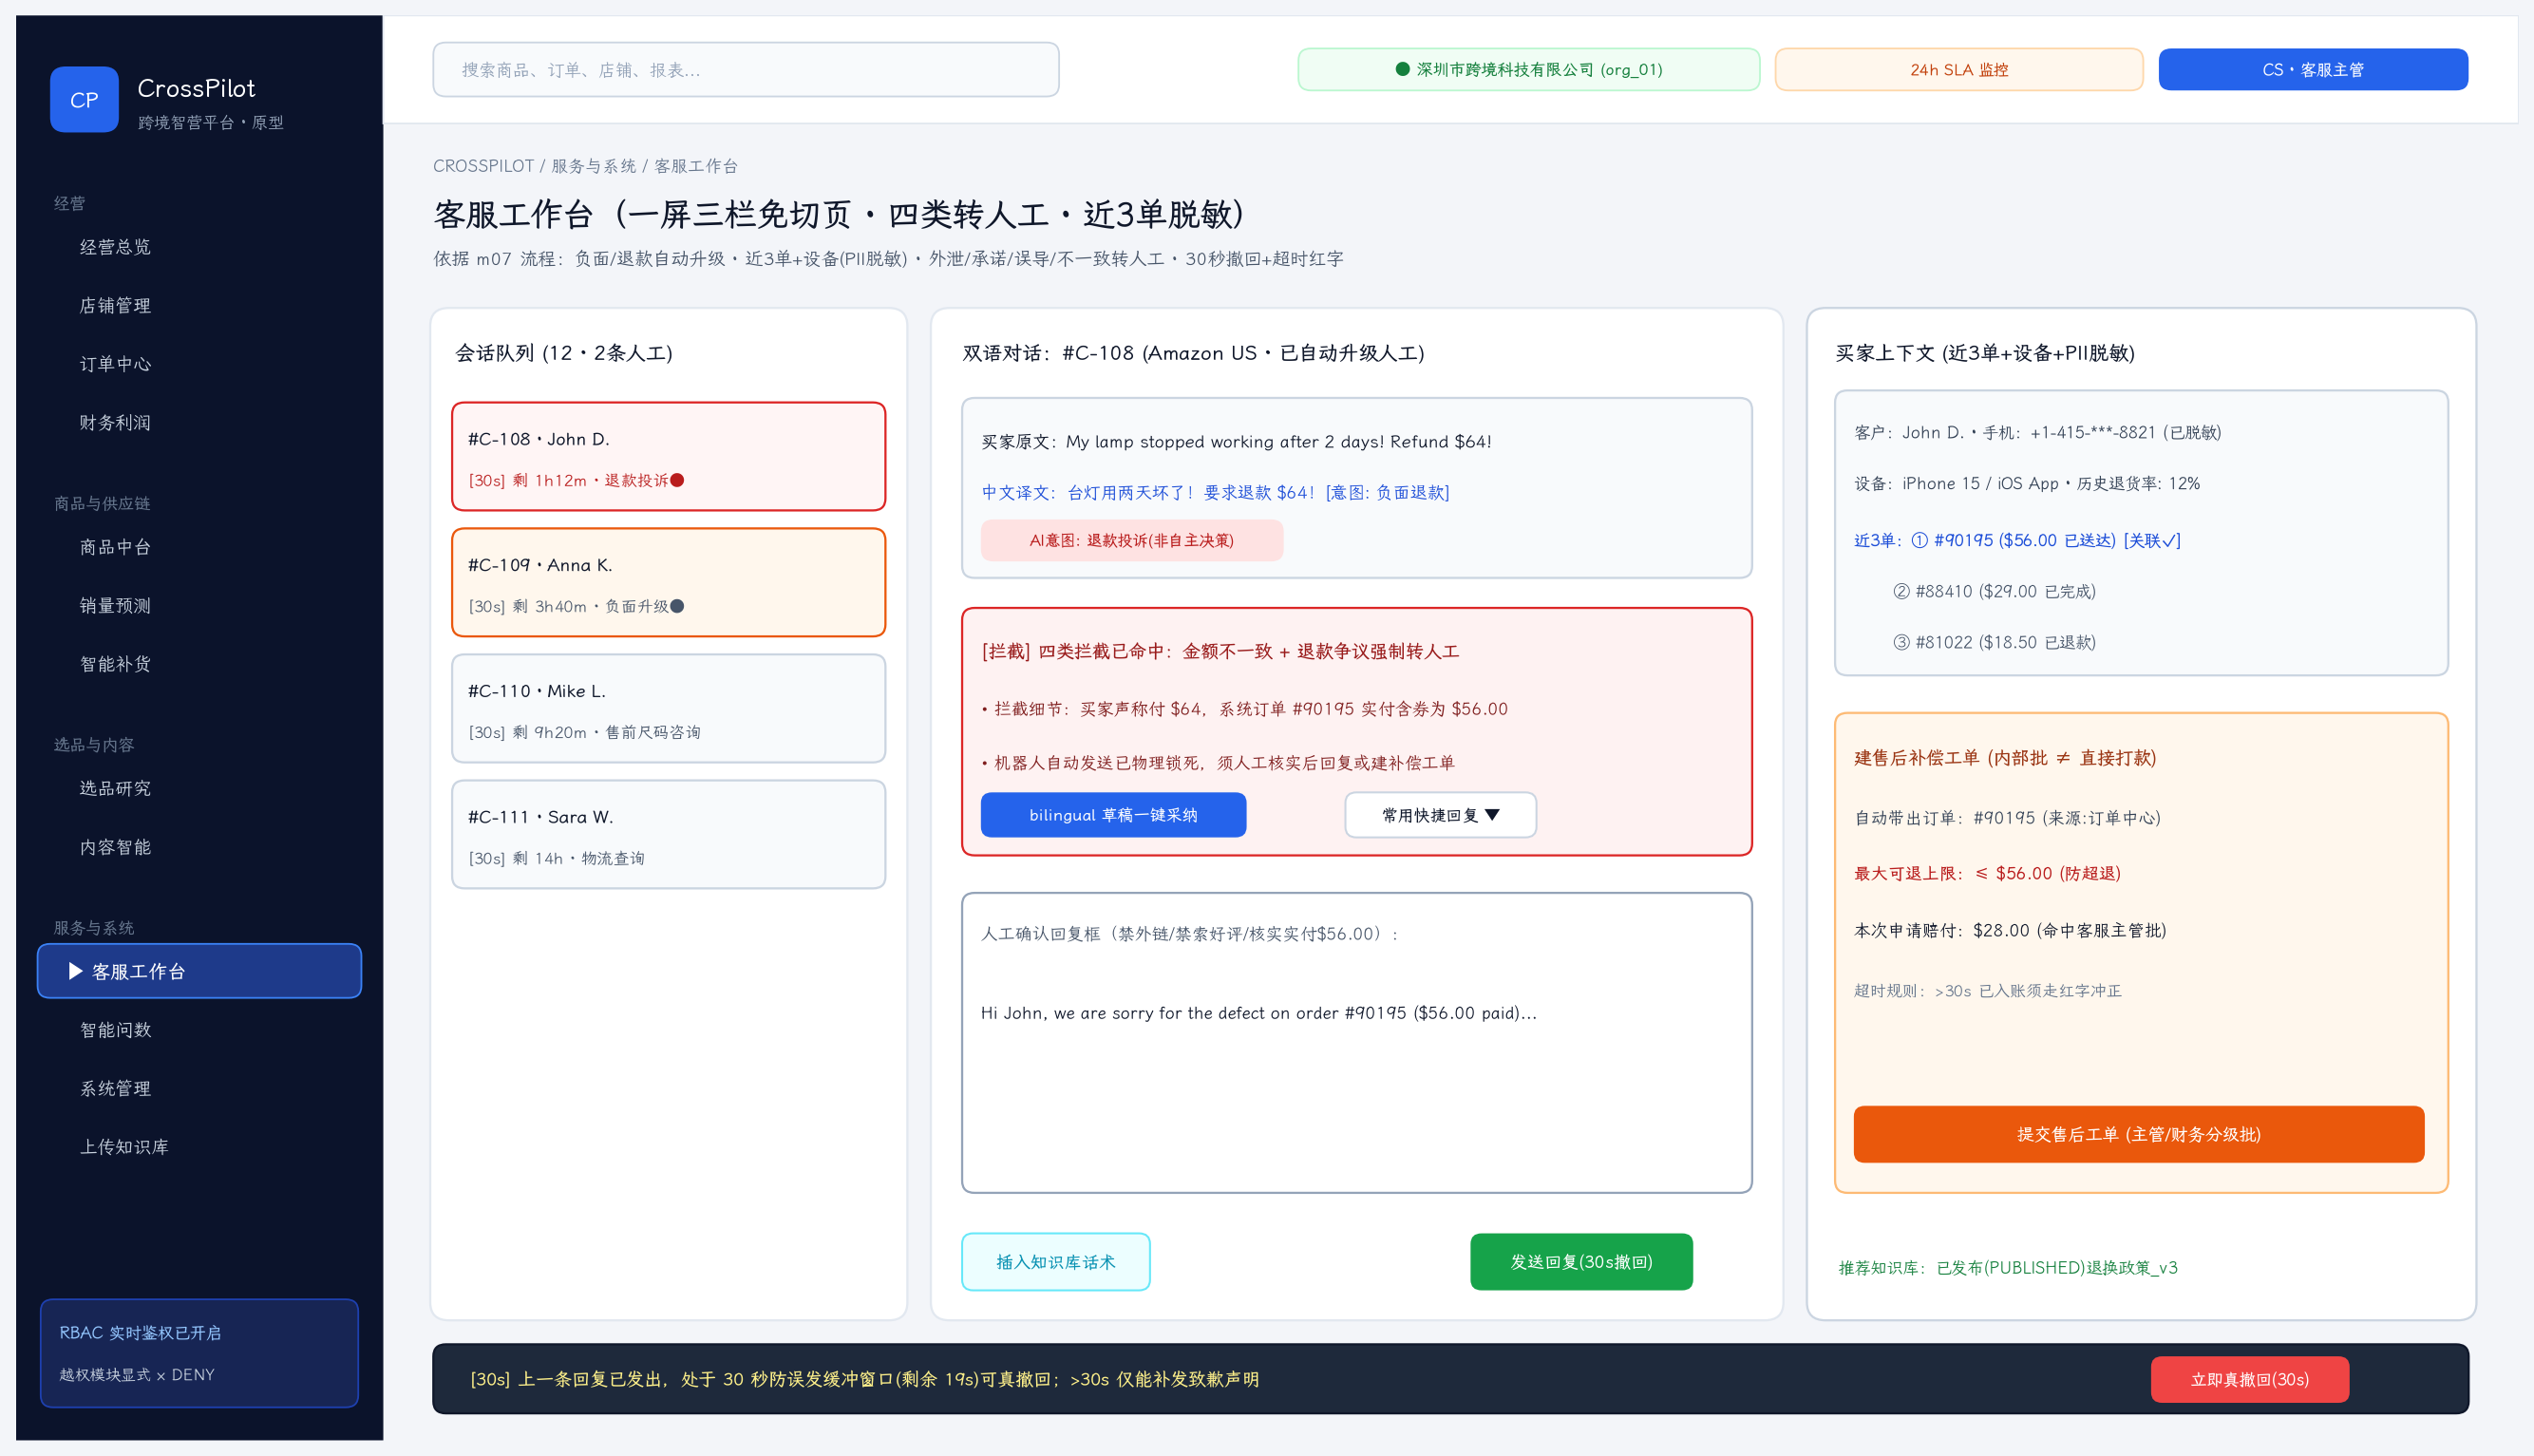 CP
CrossPilot
跨境智营平台 • 原型
经营
经营总览
店铺管理
订单中心
财务利润
商品与供应链
商品中台
销量预测
智能补货
选品与内容
选品研究
内容智能
服务与系统
▶ 客服工作台
智能问数
系统管理
上传知识库
RBAC 实时鉴权已开启
越权模块显式 × DENY
搜索商品、订单、店铺、报表...
● 深圳市跨境科技有限公司 (org_01)
24h SLA 监控
CS • 客服主管
CROSSPILOT / 服务与系统 / 客服工作台
客服工作台（一屏三栏免切页 • 四类转人工 • 近3单脱敏）
依据 m07 流程：负面/退款自动升级 • 近3单+设备(PII脱敏) • 外泄/承诺/误导/不一致转人工 • 30秒撤回+超时红字
会话队列 (12 • 2条人工)
#C-108 • John D.
[30s] 剩 1h12m • 退款投诉●
#C-109 • Anna K.
[30s] 剩 3h40m • 负面升级●
#C-110 • Mike L.
[30s] 剩 9h20m • 售前尺码咨询
#C-111 • Sara W.
[30s] 剩 14h • 物流查询
双语对话：#C-108 (Amazon US • 已自动升级人工)
买家原文：My lamp stopped working after 2 days! Refund $64!
中文译文：台灯用两天坏了！要求退款 $64！[意图: 负面退款]
AI意图: 退款投诉(非自主决策)
[拦截] 四类拦截已命中：金额不一致 + 退款争议强制转人工
• 拦截细节：买家声称付 $64，系统订单 #90195 实付含券为 $56.00
• 机器人自动发送已物理锁死，须人工核实后回复或建补偿工单
bilingual 草稿一键采纳
常用快捷回复 ▼
人工确认回复框（禁外链/禁索好评/核实实付$56.00）:
Hi John, we are sorry for the defect on order #90195 ($56.00 paid)...
插入知识库话术
发送回复(30s撤回)
买家上下文 (近3单+设备+PII脱敏)
客户：John D. • 手机：+1-415-***-8821 (已脱敏)
设备：iPhone 15 / iOS App • 历史退货率: 12%
近3单：① #90195 ($56.00 已送达) [关联✓]
② #88410 ($29.00 已完成)
③ #81022 ($18.50 已退款)
建售后补偿工单 (内部批 ≠ 直接打款)
自动带出订单：#90195 (来源:订单中心)
最大可退上限：≤ $56.00 (防超退)
本次申请赔付：$28.00 (命中客服主管批)
超时规则：>30s 已入账须走红字冲正
提交售后工单 (主管/财务分级批)
推荐知识库：已发布(PUBLISHED)退换政策_v3
[30s] 上一条回复已发出，处于 30 秒防误发缓冲窗口(剩余 19s)可真撤回；>30s 仅能补发致歉声明
立即真撤回(30s)